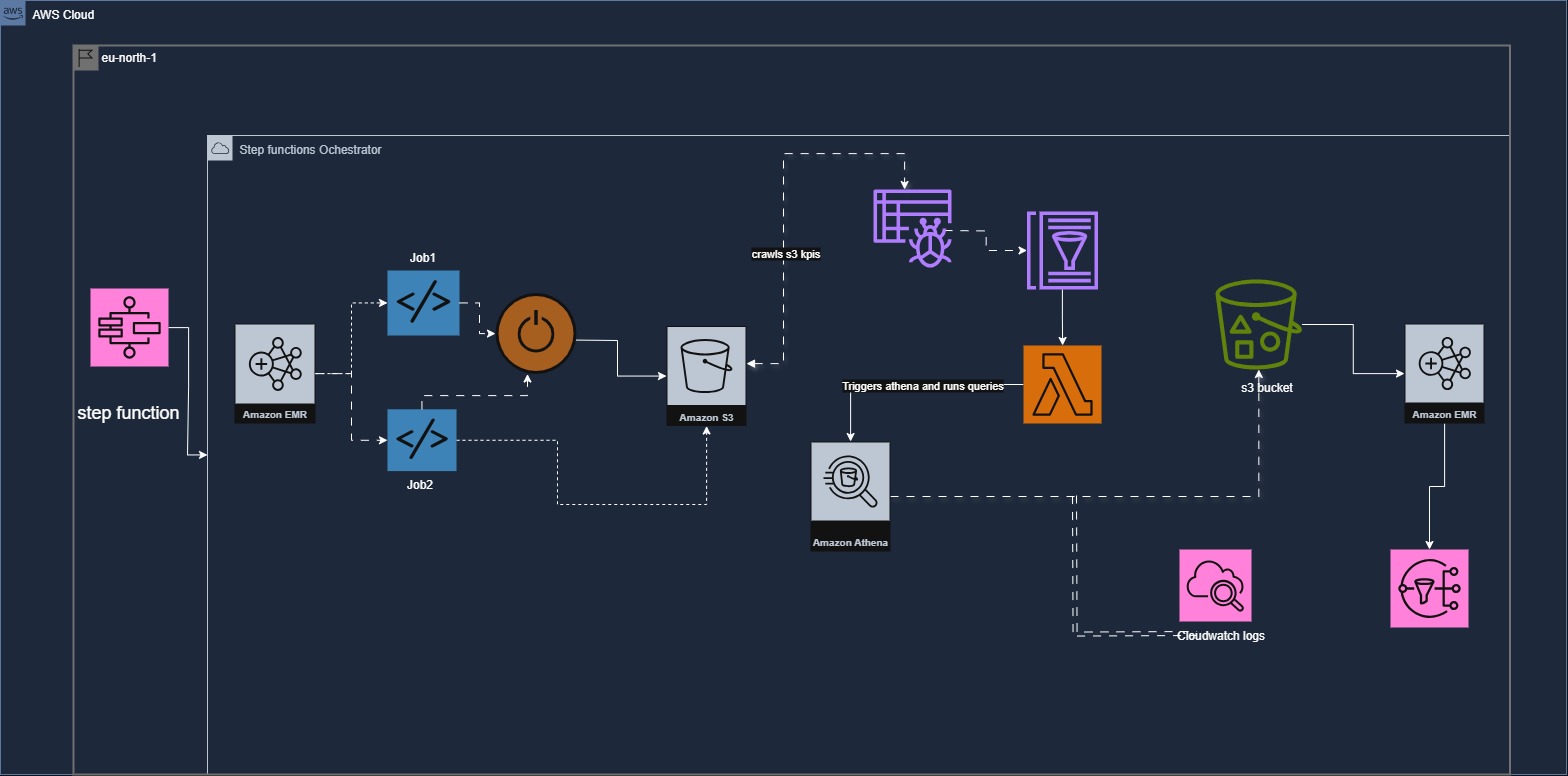 aws
AWS Cloud
eu-north-1
Step functions Ochestrator
crawls s3 kpis
Job1
</>
step function
Amazon EMR
Amazon S3
Triggers athena and runs queries
s3 bucket
Amazon EMR
</>
Job2
Amazon Athena
Cloudwatch logs